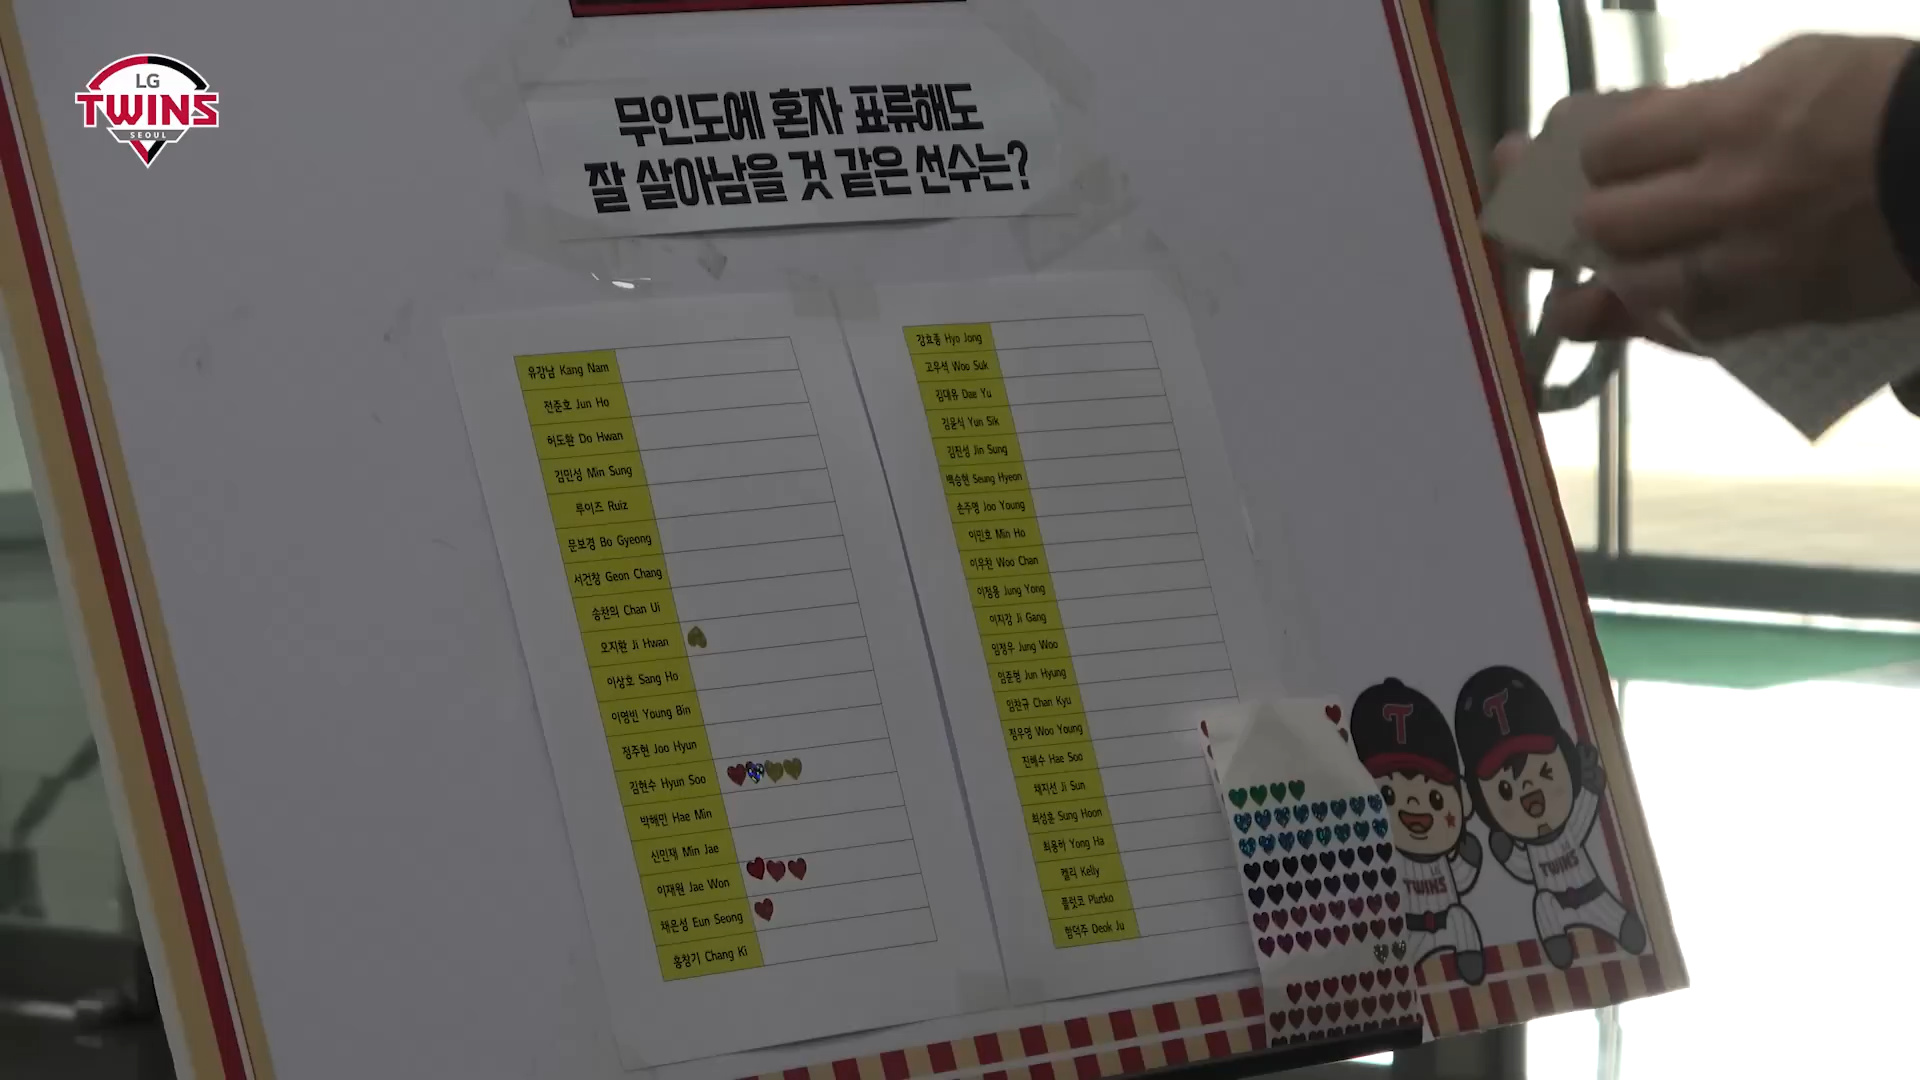 LG
TWINS
SEOUL
무인도에 혼자 표류해도
잘 살아남을 것 같은 선수는?
유강남 Kang Nam
전준호 Jun Ho
허도환 Do Hwan
김민성 Min Sung
루이즈 Ruiz
문보경 Bo Gyeong
서건창 Geon Chang
송찬의 Chan Ui
오지환 Ji Hwan
이상호 Sang Ho
이영빈 Young Bin
정주현 Joo Hyun
김현수 Hyun Soo
박해민 Hae Min
신민재 Min Jae
이재원 Jae Won
채은성 Eun Seong
홍창기 Chang Ki
강효종 Hyo Jong
고우석 Woo Suk
김대유 Dae Yu
김윤식 Yun Sik
김진성 Jin Sung
백승현 Seung Hyeon
손주영 Joo Young
이민호 Min Ho
이우찬 Woo Chan
이정용 Jung Yong
이지강 Ji Gang
임정우 Jung Woo
임준형 Jun Hyung
임찬규 Chan Kyu
정우영 Woo Young
진해수 Hae Soo
채지선 Ji Sun
최성훈 Sung Hoon
최용하 Yong Ha
켈리 Kelly
플럿코 Plutko
함덕주 Deok Ju
T
T
LG
TWINS
LG
TWINS